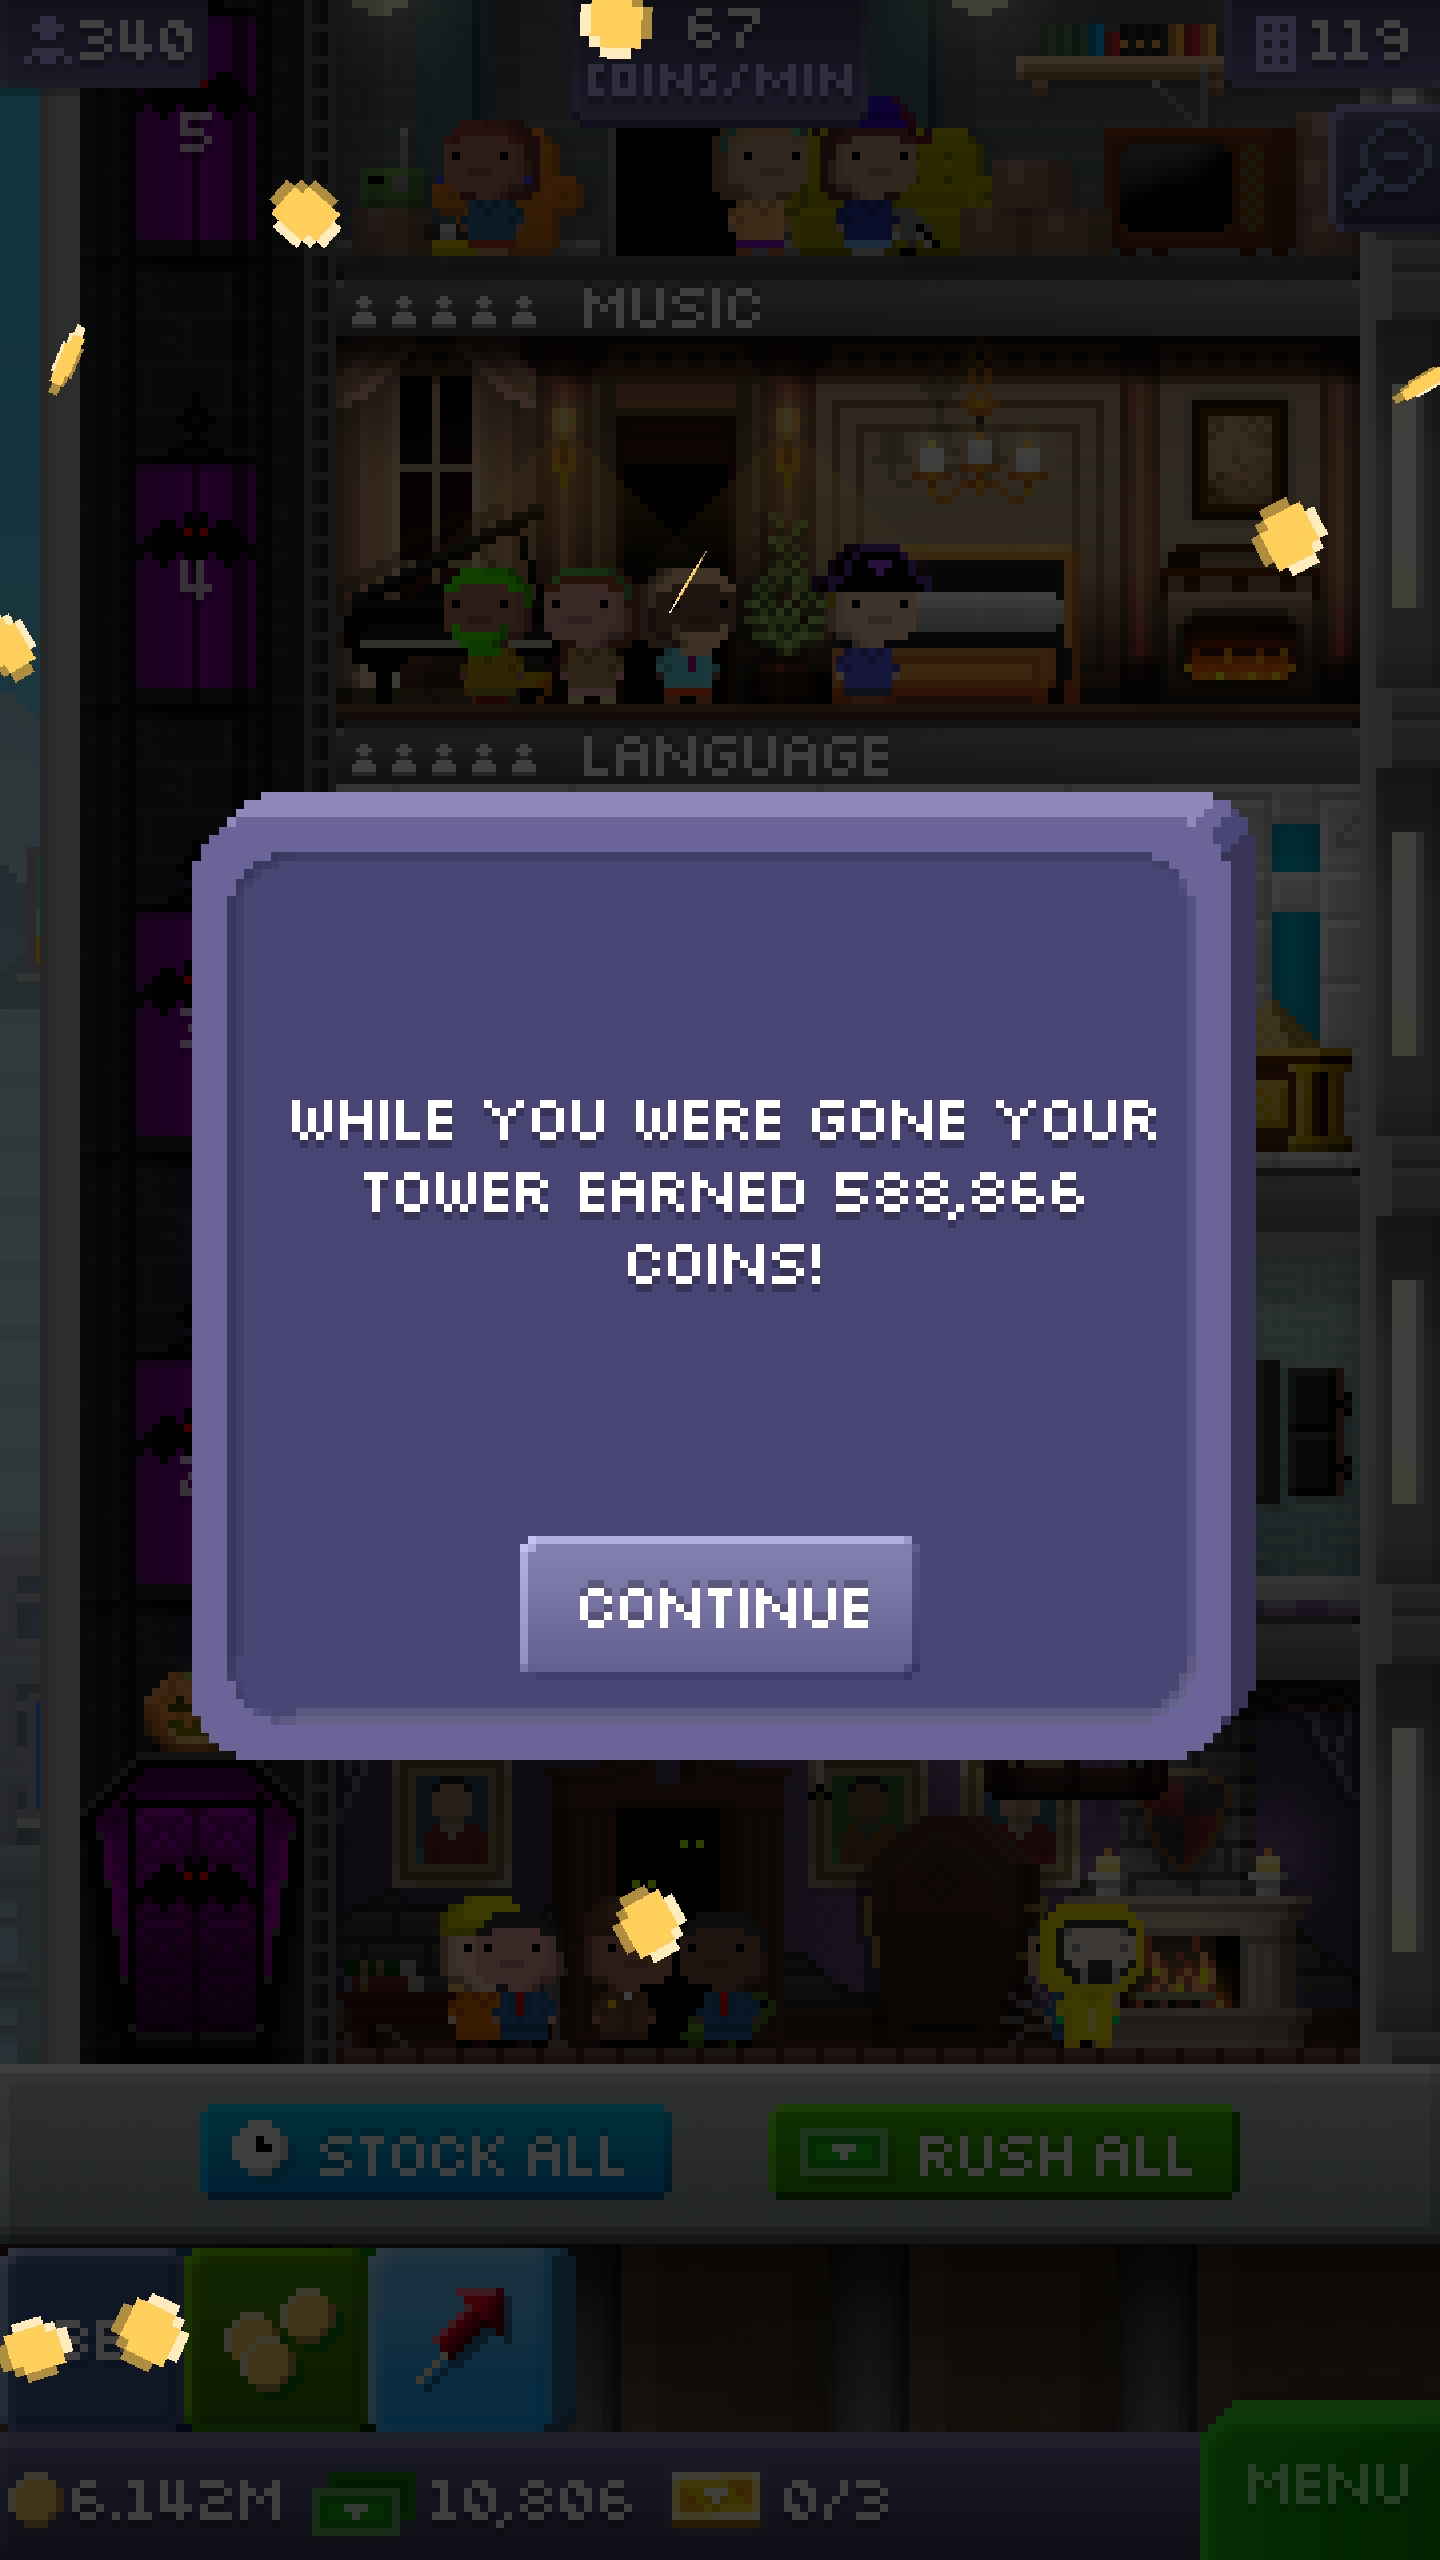 340
67
COINS/MIN
119
5
MUSIC
4
LANGUAGE
WHILE YOU WERE GONE YOUR
TOWER EARNED 588,866
COINS!
CONTINUE
STOCK ALL
RUSH ALL
6.142M
10,806
0/3
MENU